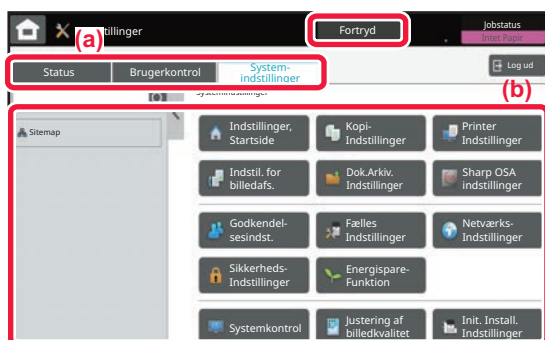 (a)
tillinger
Fortryd
Jobstatus
Intet Papir
Status
Brugerkontrol
System-
indstillinger
Log ud
(b)
Systemindstillinger
Sitemap
Indstillinger,
Startside
Kopi-
Indstillinger
Printer
Indstillinger
Indstil. for
billedafs.
Dok.Arkiv.
Indstillinger
Sharp OSA
indstillinger
Godkendel-
sesindst.
Fælles
Indstillinger
Netværks-
Indstillinger
Sikkerheds-
Indstillinger
Energispare-
Funktion
Systemkontrol
Justering af
billedkvalitet
Init. Install.
Indstillinger